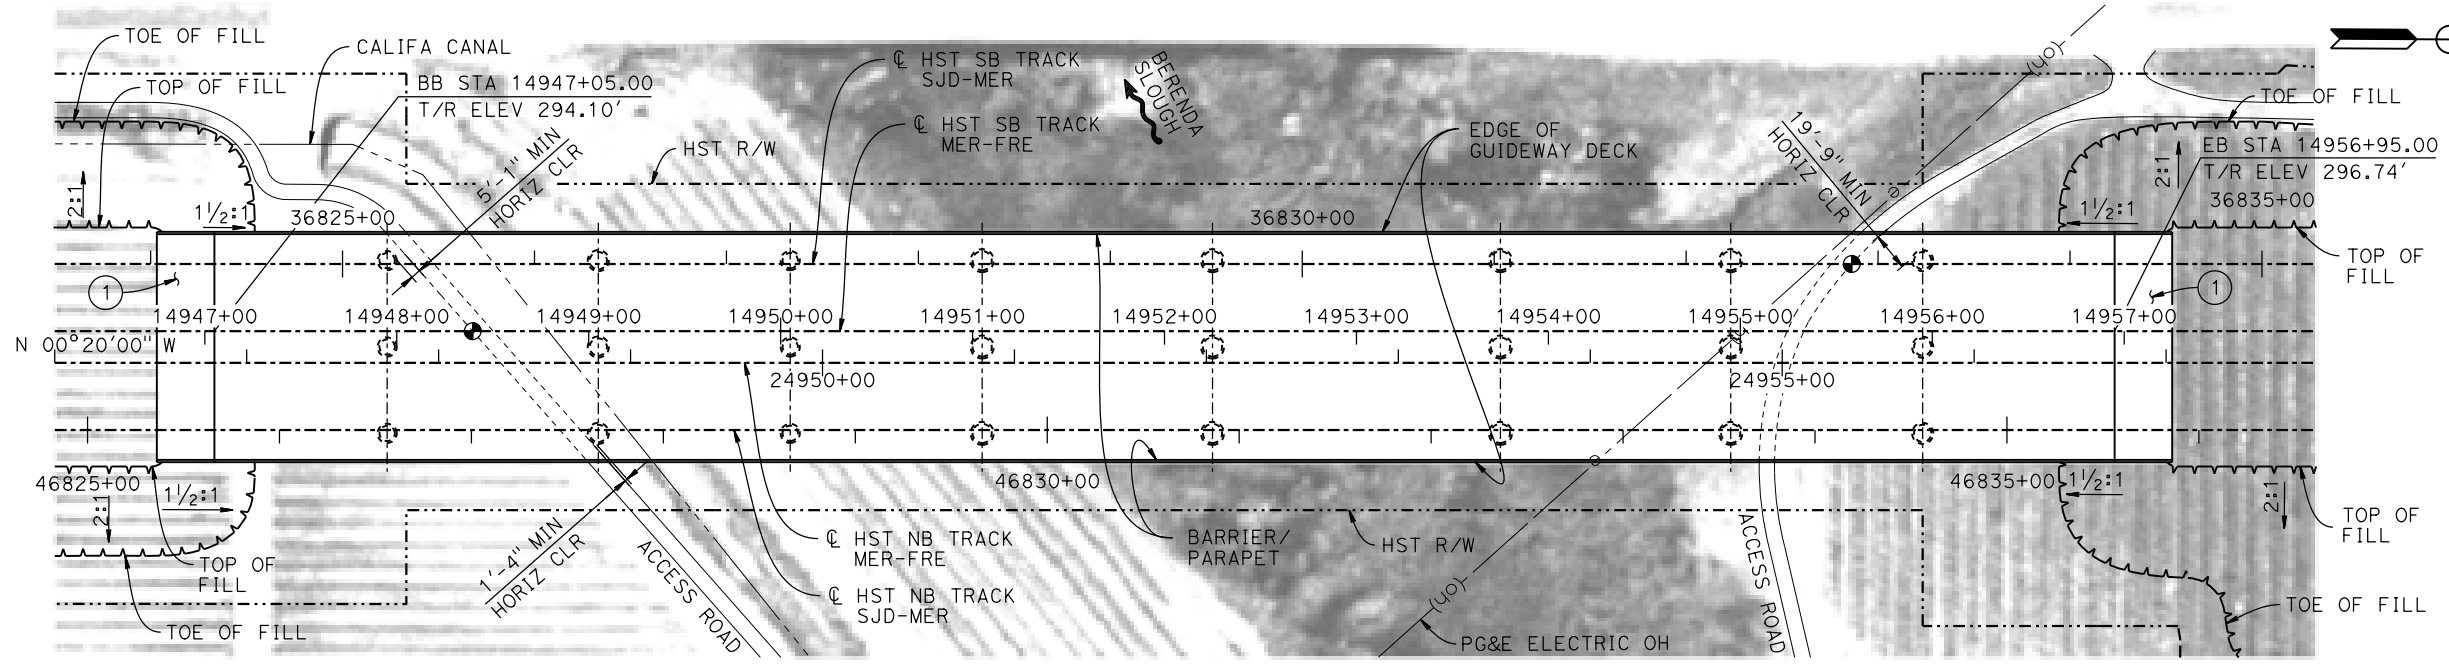 TOE OF FILL
CALIFA CANAL
TOP OF FILL
BB STA 14947+05.00
T/R ELEV 294.10'
℄ HST SB TRACK
SJD-MER
℄ HST SB TRACK
MER-FRE
BERENDA
SLOUGH
HST R/W
5'-1" MIN
HORIZ CLR
EDGE OF
GUIDEWAY DECK
19'-9" MIN
HORIZ CLR
(OH)
TOE OF FILL
EB STA 14956+95.00
T/R ELEV 296.74'
2:1
1½:1
36825+00
36830+00
2:1
1½:1
36835+00
TOP OF
FILL
1
1
14947+00
14948+00
14949+00
14950+00
14951+00
14952+00
14953+00
14954+00
14955+00
14956+00
14957+00
N 00°20'00" W
24950+00
24955+00
46825+00
2:1
1½:1
46830+00
46835+00
1½:1
2:1
TOP OF
FILL
TOE OF FILL
1'-4" MIN
HORIZ CLR
ACCESS ROAD
℄ HST NB TRACK
MER-FRE
℄ HST NB TRACK
SJD-MER
BARRIER/
PARAPET
HST R/W
(OH)
PG&E ELECTRIC OH
ACCESS ROAD
TOP OF
FILL
TOE OF FILL